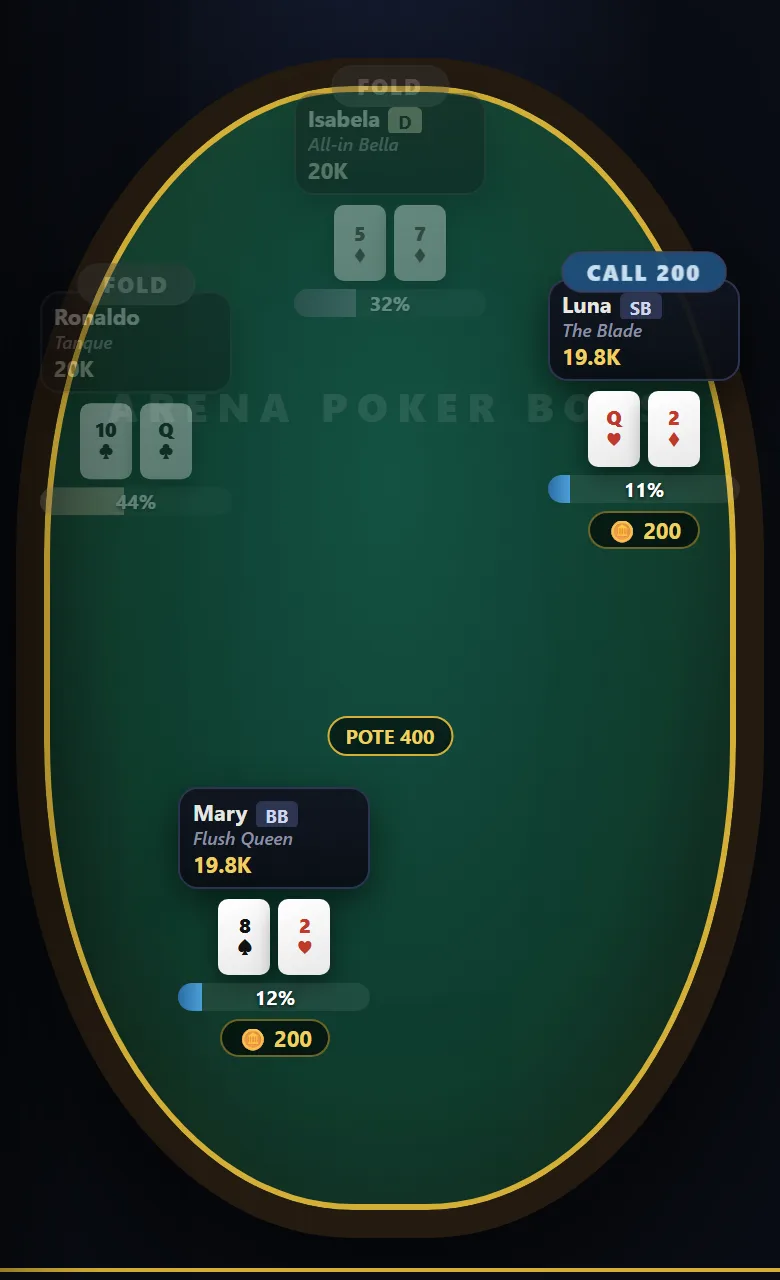 FOLD
Isabela D
All-in Bella
20K
5 7
32%
FOLD
Ronaldo
Tanque
20K
10 Q
44%
CALL 200
Luna SB
The Blade
19.8K
Q 2
11%
200
ARENA POKER BO
POTE 400
Mary BB
Flush Queen
19.8K
8 2
12%
200